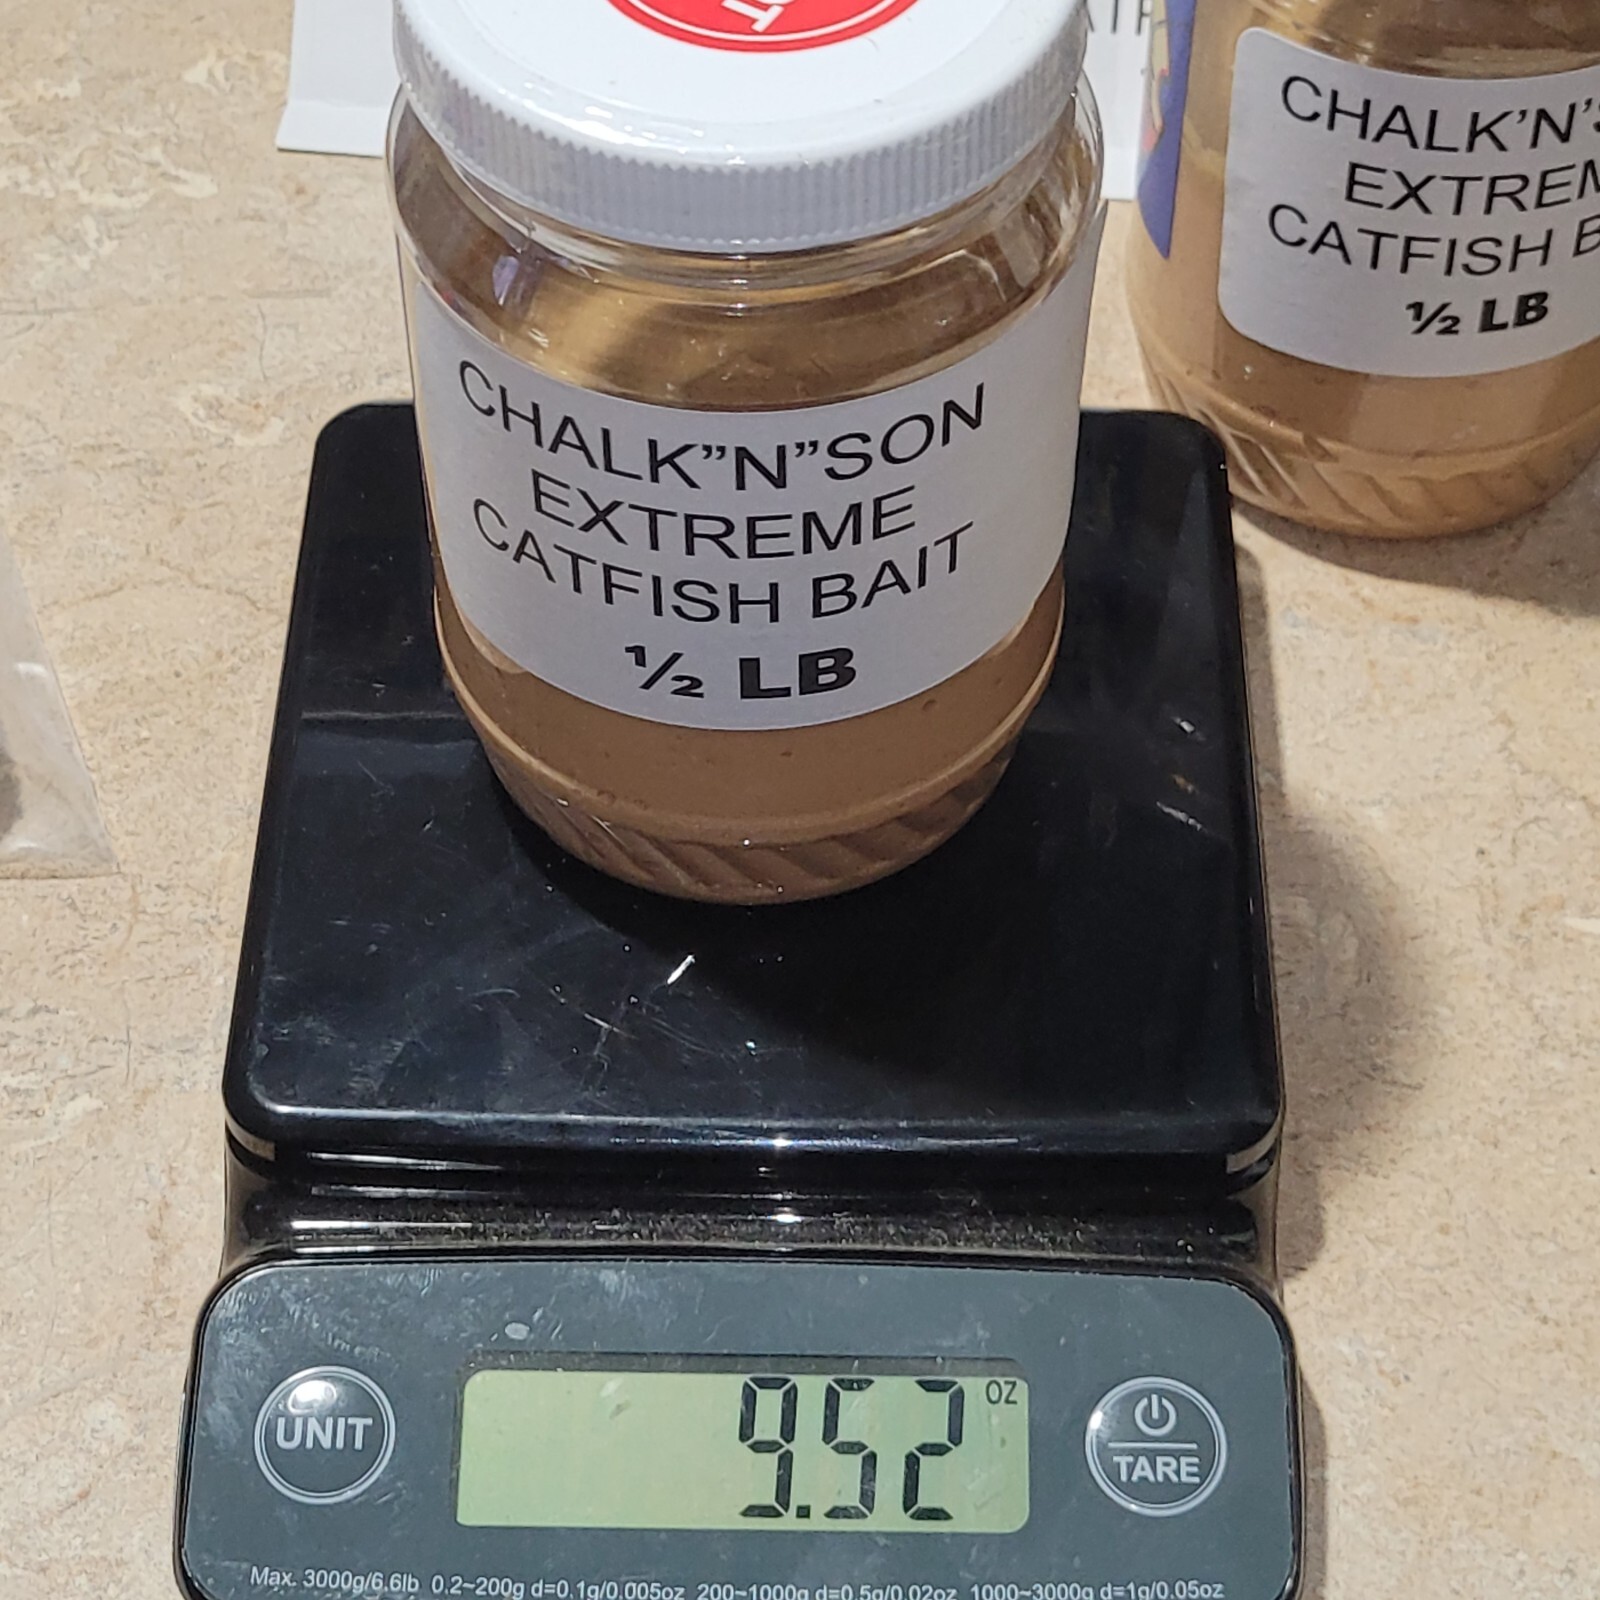 CHALK"N"SON
EXTREME
CATFISH BAIT
½ LB
CHALK'N'
CATFISH
½ LB
9.52 OZ
UNIT
TARE
Max. 3000g/6.6lb 0.2~200g d=0.1g/0.005oz 200~1000g d=0.5g/0.02oz 1000~3000g d=1g/0.05oz